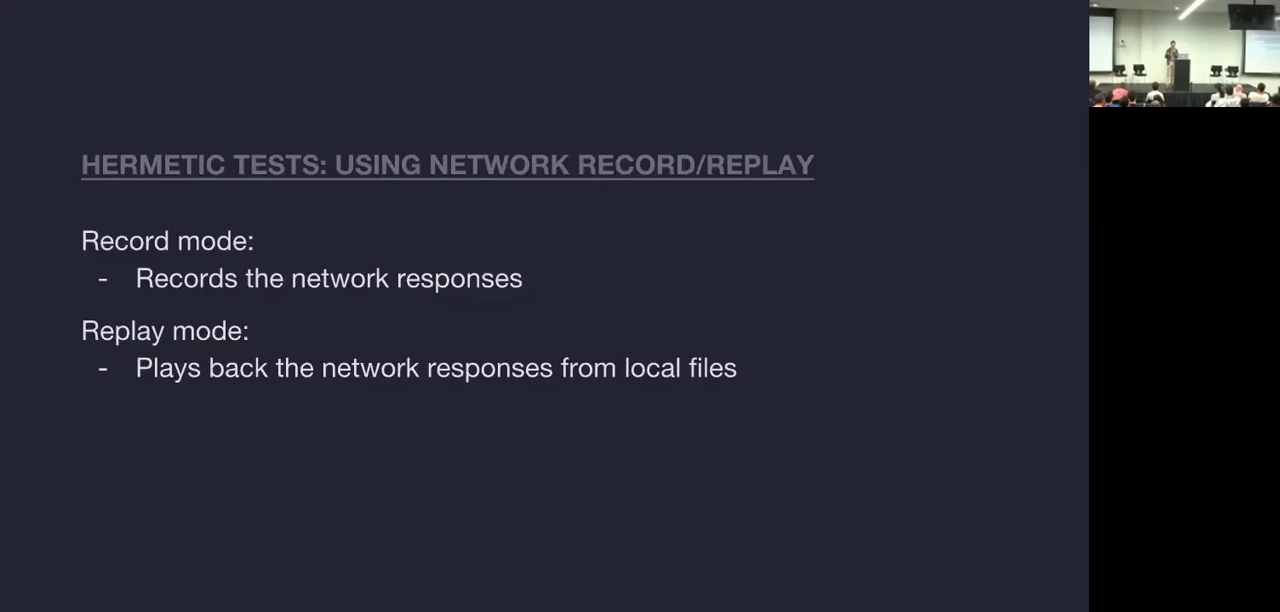 HERMETIC TESTS: USING NETWORK RECORD/REPLAY
Record mode:
- Records the network responses
Replay mode:
- Plays back the network responses from local files